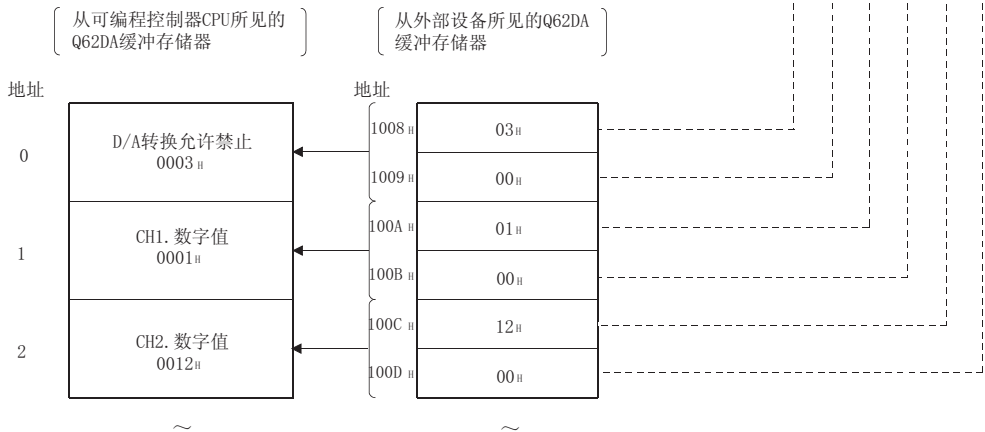 从可编程控制器CPU所见的
Q62DA缓冲存储器
从外部设备所见的Q62DA
缓冲存储器
地址
地址
0
D/A转换允许禁止
0003H
1008H
03H
1009H
00H
1
CH1.数字值
0001H
100AH
01H
100BH
00H
2
CH2.数字值
0012H
100CH
12H
100DH
00H
~
~